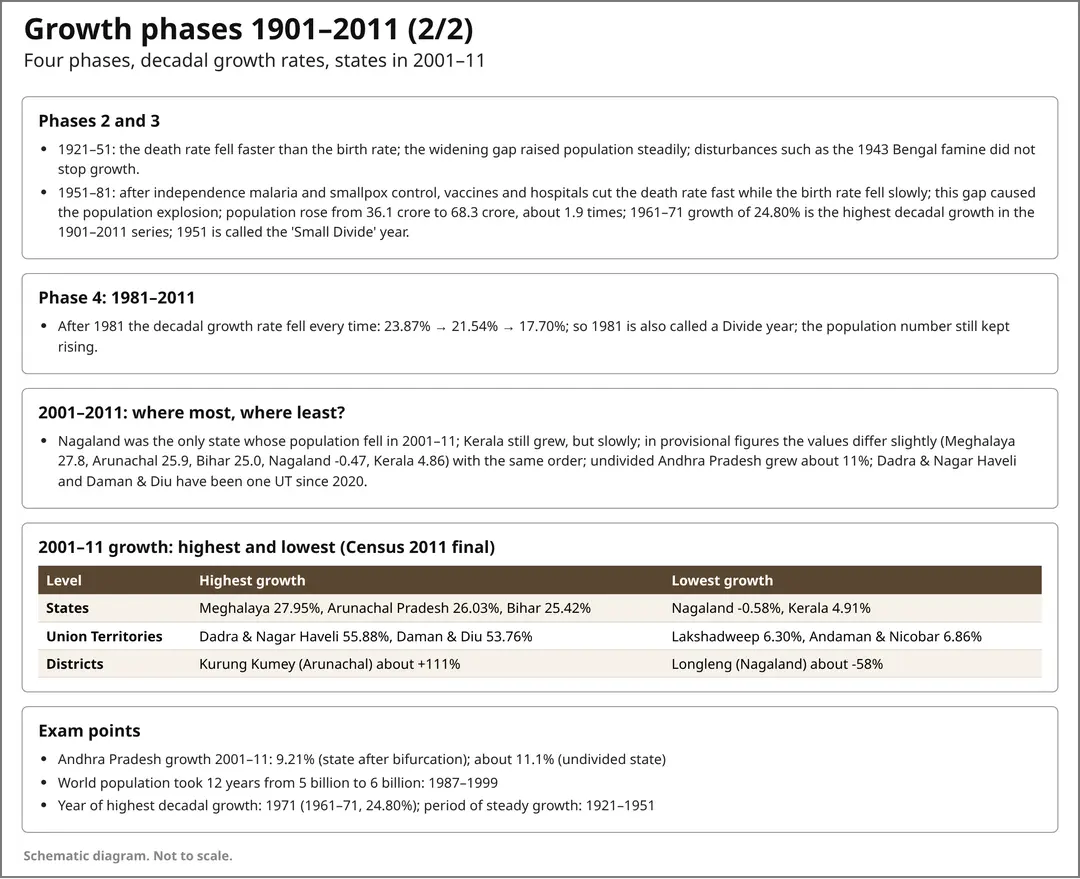 Growth phases 1901–2011 (2/2)
Four phases, decadal growth rates, states in 2001–11
Phases 2 and 3
• 1921–51: the death rate fell faster than the birth rate; the widening gap raised population steadily; disturbances such as the 1943 Bengal famine did not
stop growth.
• 1951–81: after independence malaria and smallpox control, vaccines and hospitals cut the death rate fast while the birth rate fell slowly; this gap caused
the population explosion; population rose from 36.1 crore to 68.3 crore, about 1.9 times; 1961–71 growth of 24.80% is the highest decadal growth in the
1901–2011 series; 1951 is called the 'Small Divide' year.
Phase 4: 1981–2011
• After 1981 the decadal growth rate fell every time: 23.87% → 21.54% → 17.70%; so 1981 is also called a Divide year; the population number still kept
rising.
2001–2011: where most, where least?
• Nagaland was the only state whose population fell in 2001–11; Kerala still grew, but slowly; in provisional figures the values differ slightly (Meghalaya
27.8, Arunachal 25.9, Bihar 25.0, Nagaland -0.47, Kerala 4.86) with the same order; undivided Andhra Pradesh grew about 11%; Dadra & Nagar Haveli
and Daman & Diu have been one UT since 2020.
2001–11 growth: highest and lowest (Census 2011 final)
Level Highest growth Lowest growth
States Meghalaya 27.95%, Arunachal Pradesh 26.03%, Bihar 25.42% Nagaland -0.58%, Kerala 4.91%
Union Territories Dadra & Nagar Haveli 55.88%, Daman & Diu 53.76% Lakshadweep 6.30%, Andaman & Nicobar 6.86%
Districts Kurung Kumey (Arunachal) about +111% Longleng (Nagaland) about -58%
Exam points
• Andhra Pradesh growth 2001–11: 9.21% (state after bifurcation); about 11.1% (undivided state)
• World population took 12 years from 5 billion to 6 billion: 1987–1999
• Year of highest decadal growth: 1971 (1961–71, 24.80%); period of steady growth: 1921–1951
Schematic diagram. Not to scale.